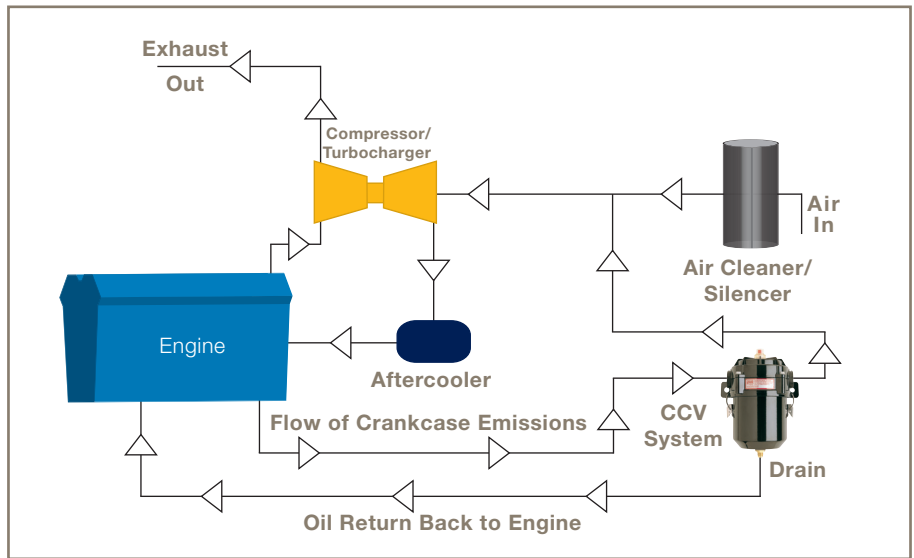 Exhaust
Out
Compressor/
Turbocharger
Air
In
Air Cleaner/
Silencer
Engine
Aftercooler
CCV
System
Flow of Crankcase Emissions
Drain
Oil Return Back to Engine